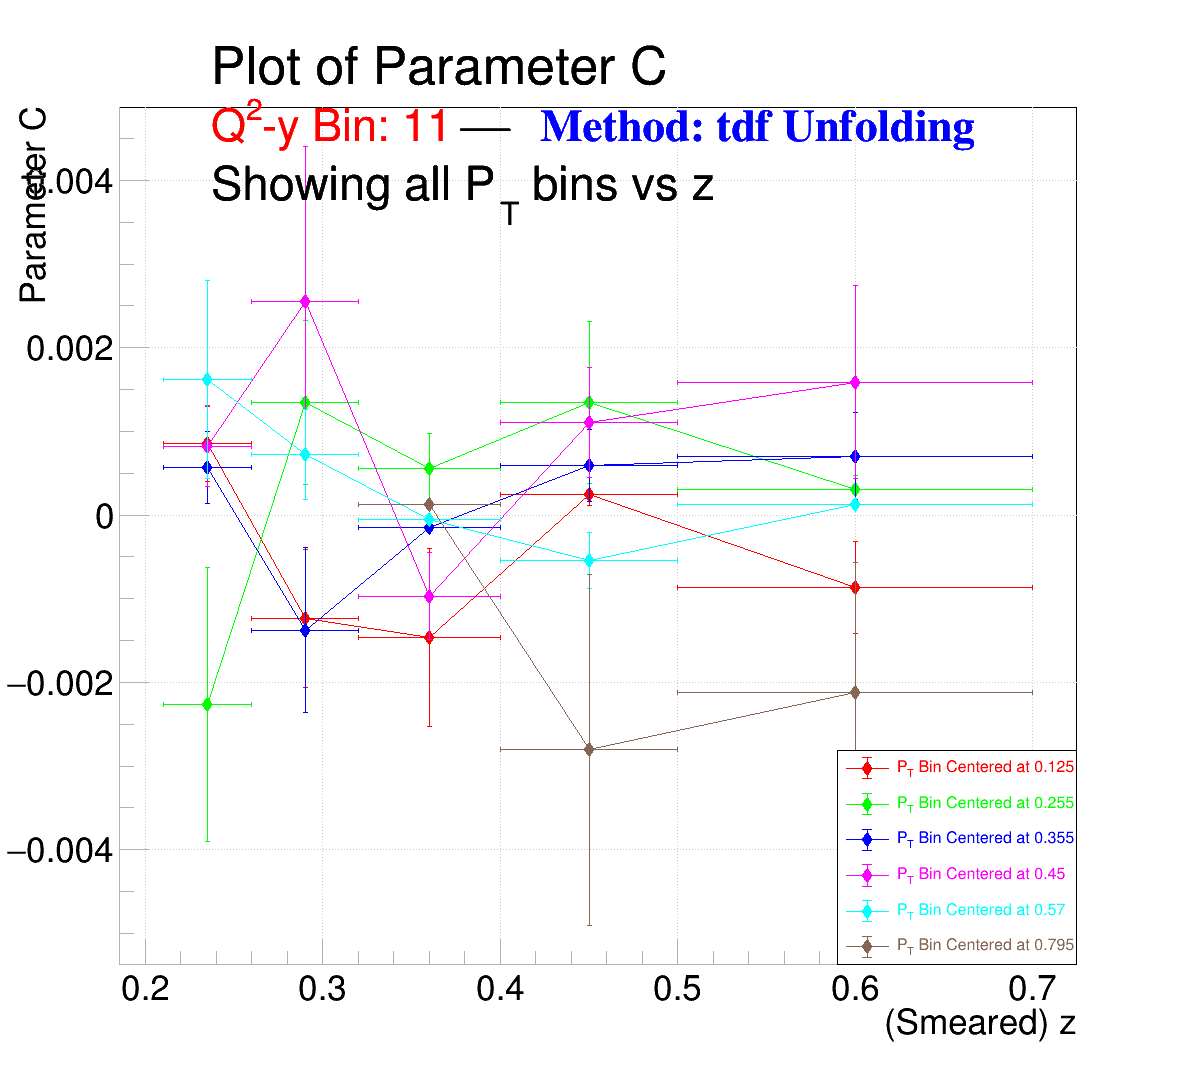 Plot of Parameter C
Q²-y Bin: 11 — Method: tdf Unfolding
Showing all P_T bins vs z
Parameter C
0.004
0.002
0
−0.002
−0.004
0.2 0.3 0.4 0.5 0.6 0.7
(Smeared) z
P_T Bin Centered at 0.125
P_T Bin Centered at 0.255
P_T Bin Centered at 0.355
P_T Bin Centered at 0.45
P_T Bin Centered at 0.57
P_T Bin Centered at 0.795